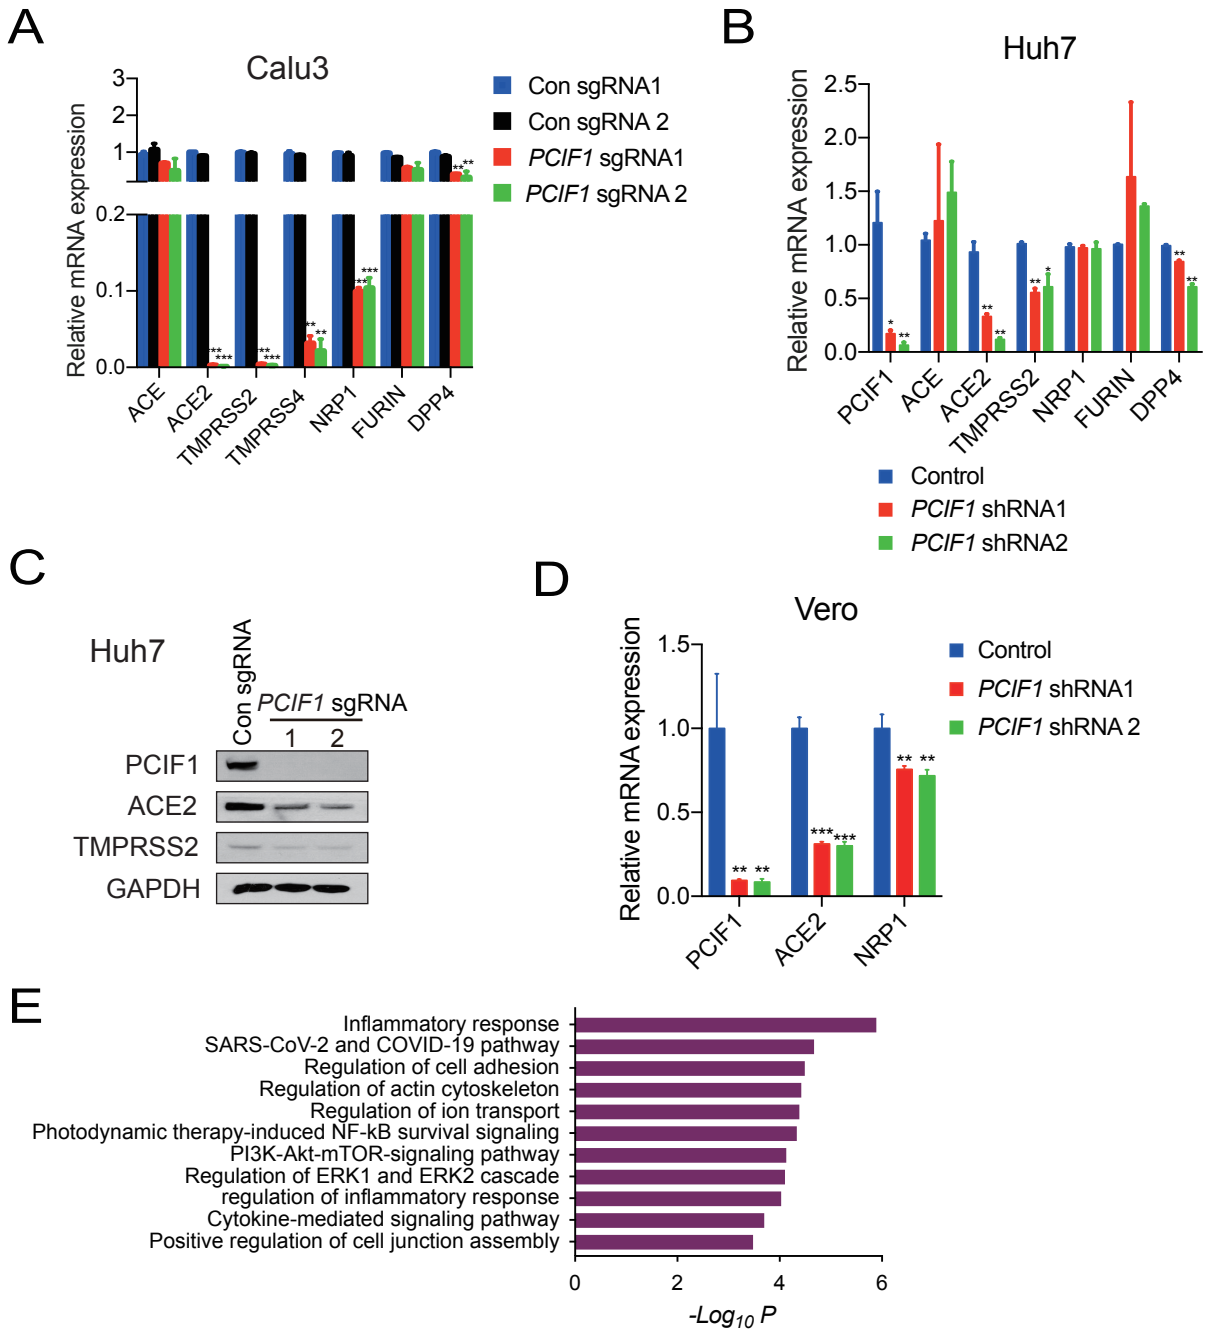 A
Calu3
Relative mRNA expression
Relative mRNA expression
3
2
1
0.2
0.1
0.0
*** *** *** *** ** ** ** *** ** **
ACE
ACE2
TMPRSS2
TMPRSS4
NRP1
FURIN
DPP4
Con sgRNA1
Con sgRNA 2
PCIF1 sgRNA1
PCIF1 sgRNA 2
B
Huh7
Relative mRNA expression
2.5
2.0
1.5
1.0
0.5
0.0
* ** ** ** ** * ** **
PCIF1
ACE
ACE2
TMPRSS2
NRP1
FURIN
DPP4
Control
PCIF1 shRNA1
PCIF1 shRNA2
C
Huh7
Con sgRNA
PCIF1 sgRNA
1 2
PCIF1
ACE2
TMPRSS2
GAPDH
D
Vero
Relative mRNA expression
1.5
1.0
0.5
0.0
** ** *** *** ** **
PCIF1
ACE2
NRP1
Control
PCIF1 shRNA1
PCIF1 shRNA 2
E
Inflammatory response
SARS-CoV-2 and COVID-19 pathway
Regulation of cell adhesion
Regulation of actin cytoskeleton
Regulation of ion transport
Photodynamic therapy-induced NF-kB survival signaling
PI3K-Akt-mTOR-signaling pathway
Regulation of ERK1 and ERK2 cascade
regulation of inflammatory response
Cytokine-mediated signaling pathway
Positive regulation of cell junction assembly
0 2 4 6
-Log10 P